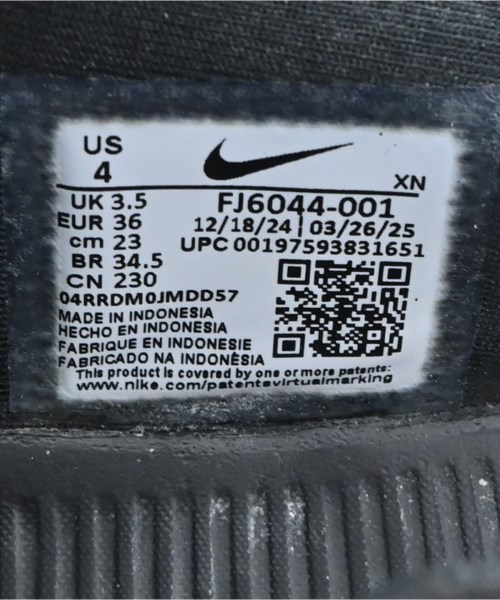 US
4
XN
UK 3.5
EUR 36
cm 23
BR 34.5
CN 230
FJ6044-001
12/18/24 | 03/26/25
UPC 00197593831651
04RRDM0JMDD57
MADE IN INDONESIA
HECHO EN INDONESIA
FABRIQUE EN INDONESIE
FABRICADO NA INDONÉSIA
This product is covered by one or more patents:
www.nike.com/patentsvirtualmarking